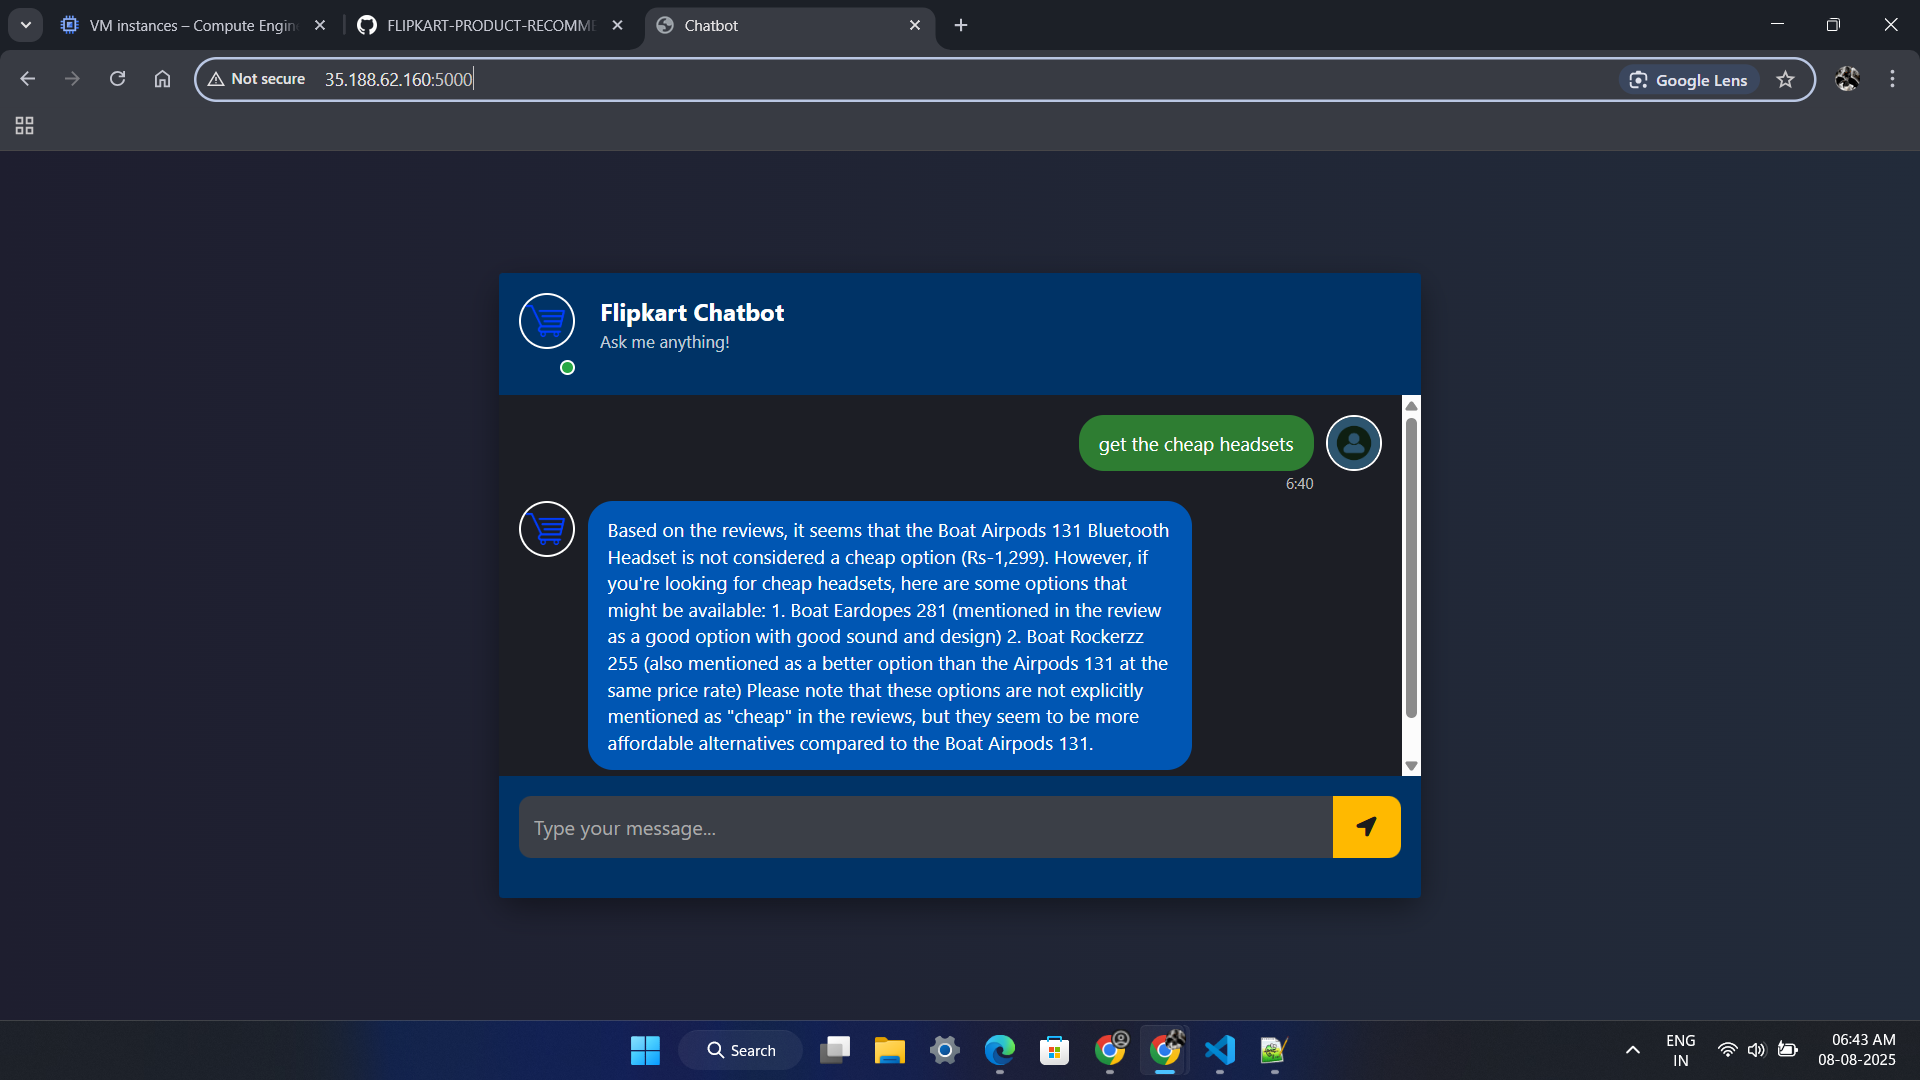 VM instances – Compute Engin
FLIPKART-PRODUCT-RECOMME
Chatbot
Not secure
35.188.62.160:5000
Google Lens
Flipkart Chatbot
Ask me anything!
get the cheap headsets
6:40
Based on the reviews, it seems that the Boat Airpods 131 Bluetooth
Headset is not considered a cheap option (Rs-1,299). However, if
you're looking for cheap headsets, here are some options that
might be available: 1. Boat Eardopes 281 (mentioned in the review
as a good option with good sound and design) 2. Boat Rockerzz
255 (also mentioned as a better option than the Airpods 131 at the
same price rate) Please note that these options are not explicitly
mentioned as "cheap" in the reviews, but they seem to be more
affordable alternatives compared to the Boat Airpods 131.
Type your message...
Search
ENG
IN
06:43 AM
08-08-2025